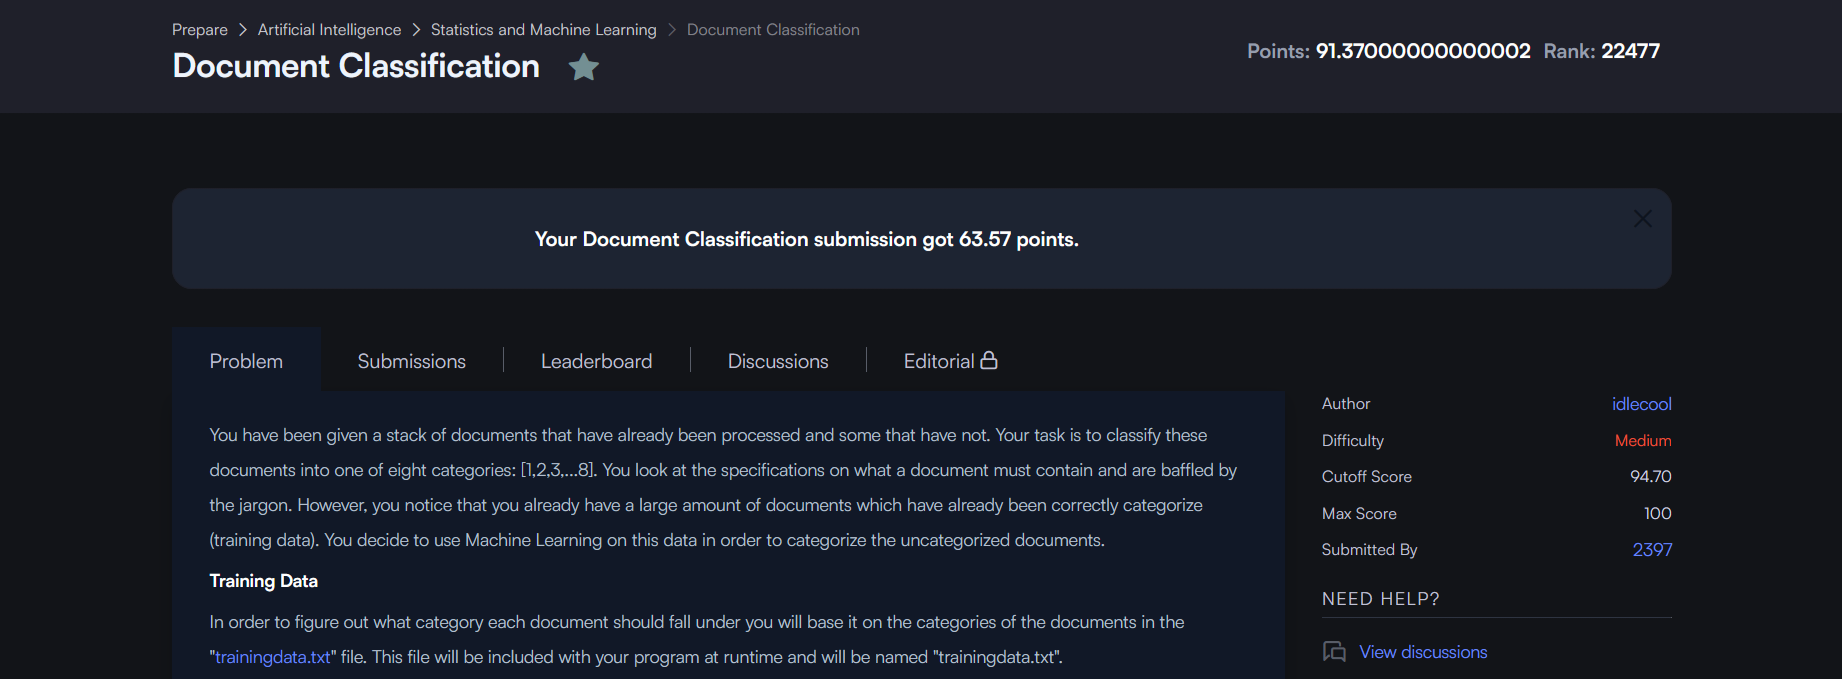 Prepare > Artificial Intelligence > Statistics and Machine Learning > Document Classification
Document Classification
Points: 91.37000000000002 Rank: 22477
Your Document Classification submission got 63.57 points.
Problem
Submissions
Leaderboard
Discussions
Editorial
You have been given a stack of documents that have already been processed and some that have not. Your task is to classify these
documents into one of eight categories: [1,2,3,...8]. You look at the specifications on what a document must contain and are baffled by
the jargon. However, you notice that you already have a large amount of documents which have already been correctly categorize
(training data). You decide to use Machine Learning on this data in order to categorize the uncategorized documents.
Training Data
In order to figure out what category each document should fall under you will base it on the categories of the documents in the
"trainingdata.txt" file. This file will be included with your program at runtime and will be named "trainingdata.txt".
Author idlecool
Difficulty Medium
Cutoff Score 94.70
Max Score 100
Submitted By 2397
NEED HELP?
View discussions